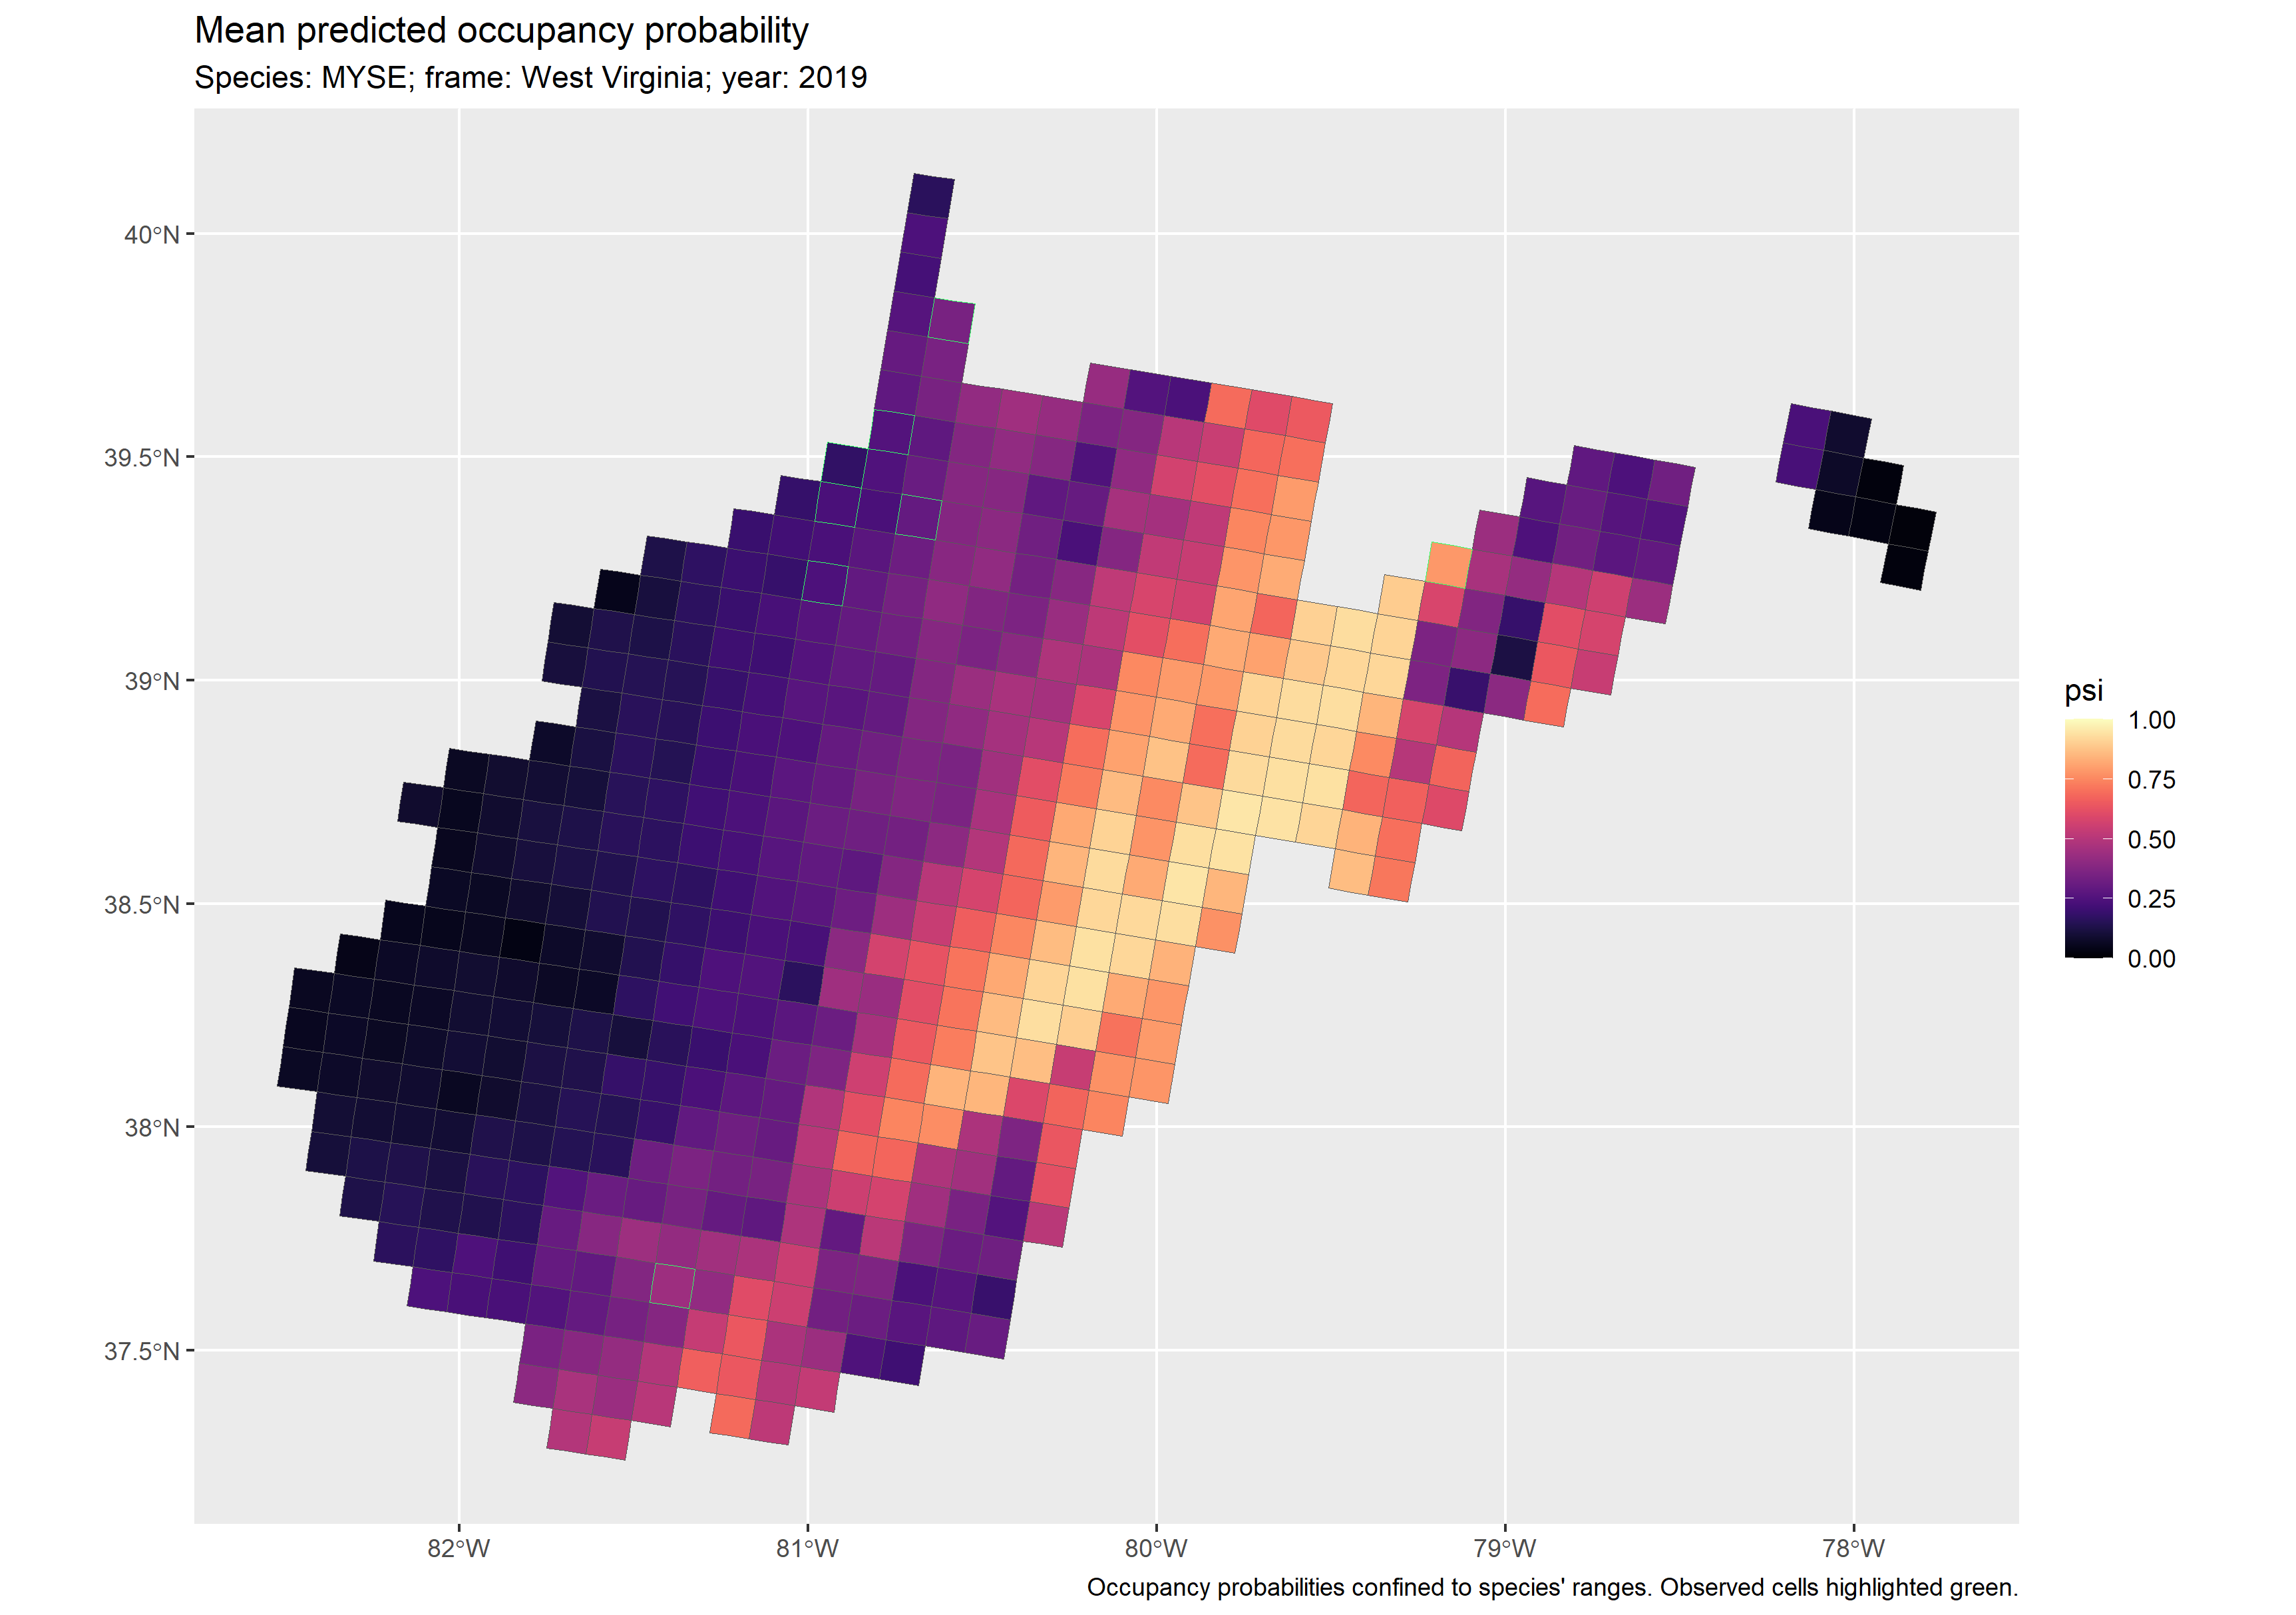 Mean predicted occupancy probability
Species: MYSE; frame: West Virginia; year: 2019
40°N
39.5°N
39°N
38.5°N
38°N
37.5°N
82°W
81°W
80°W
79°W
78°W
psi
1.00
0.75
0.50
0.25
0.00
Occupancy probabilities confined to species' ranges. Observed cells highlighted green.